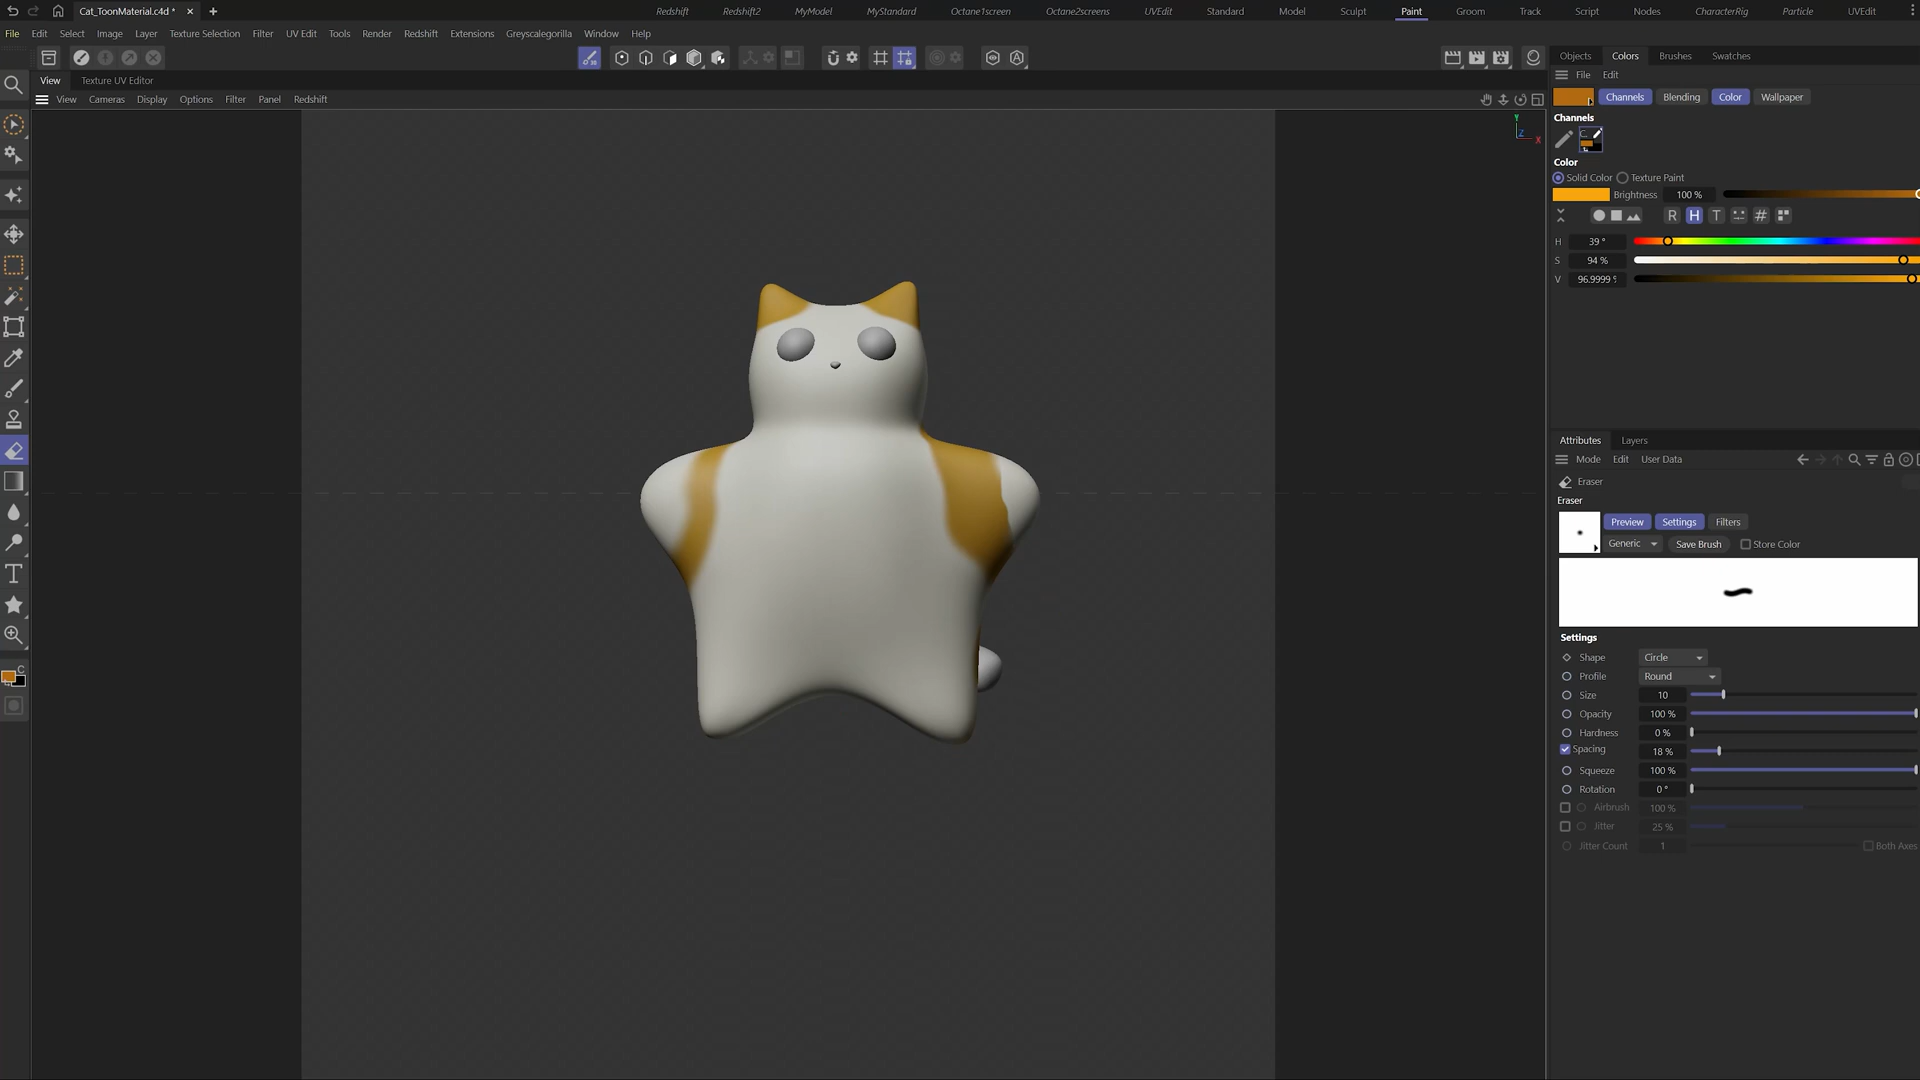 Cat_ToonMaterial.c4d *
Redshift Redshift2 MyModel MyStandard Octane1screen Octane2screens UVEdit Standard Model Sculpt Paint Groom Track Script Nodes CharacterRig Particle UVEdit
File Edit Select Image Layer Texture Selection Filter UV Edit Tools Render Redshift Extensions Greyscalegorilla Window Help
View Texture UV Editor
View Cameras Display Options Filter Panel Redshift
Y
Z
X
Objects Colors Brushes Swatches
File Edit
Channels Blending Color Wallpaper
Channels
C
Color
Solid Color Texture Paint
Brightness 100 %
R H T #
H 39 °
S 94 %
V 96.9999 %
Attributes Layers
Mode Edit User Data
Eraser
Eraser
Preview Settings Filters
Generic Save Brush Store Color
Settings
Shape Circle
Profile Round
Size 10
Opacity 100 %
Hardness 0 %
Spacing 18 %
Squeeze 100 %
Rotation 0 °
Airbrush 100 %
Jitter 25 %
Jitter Count 1 Both Axes
C